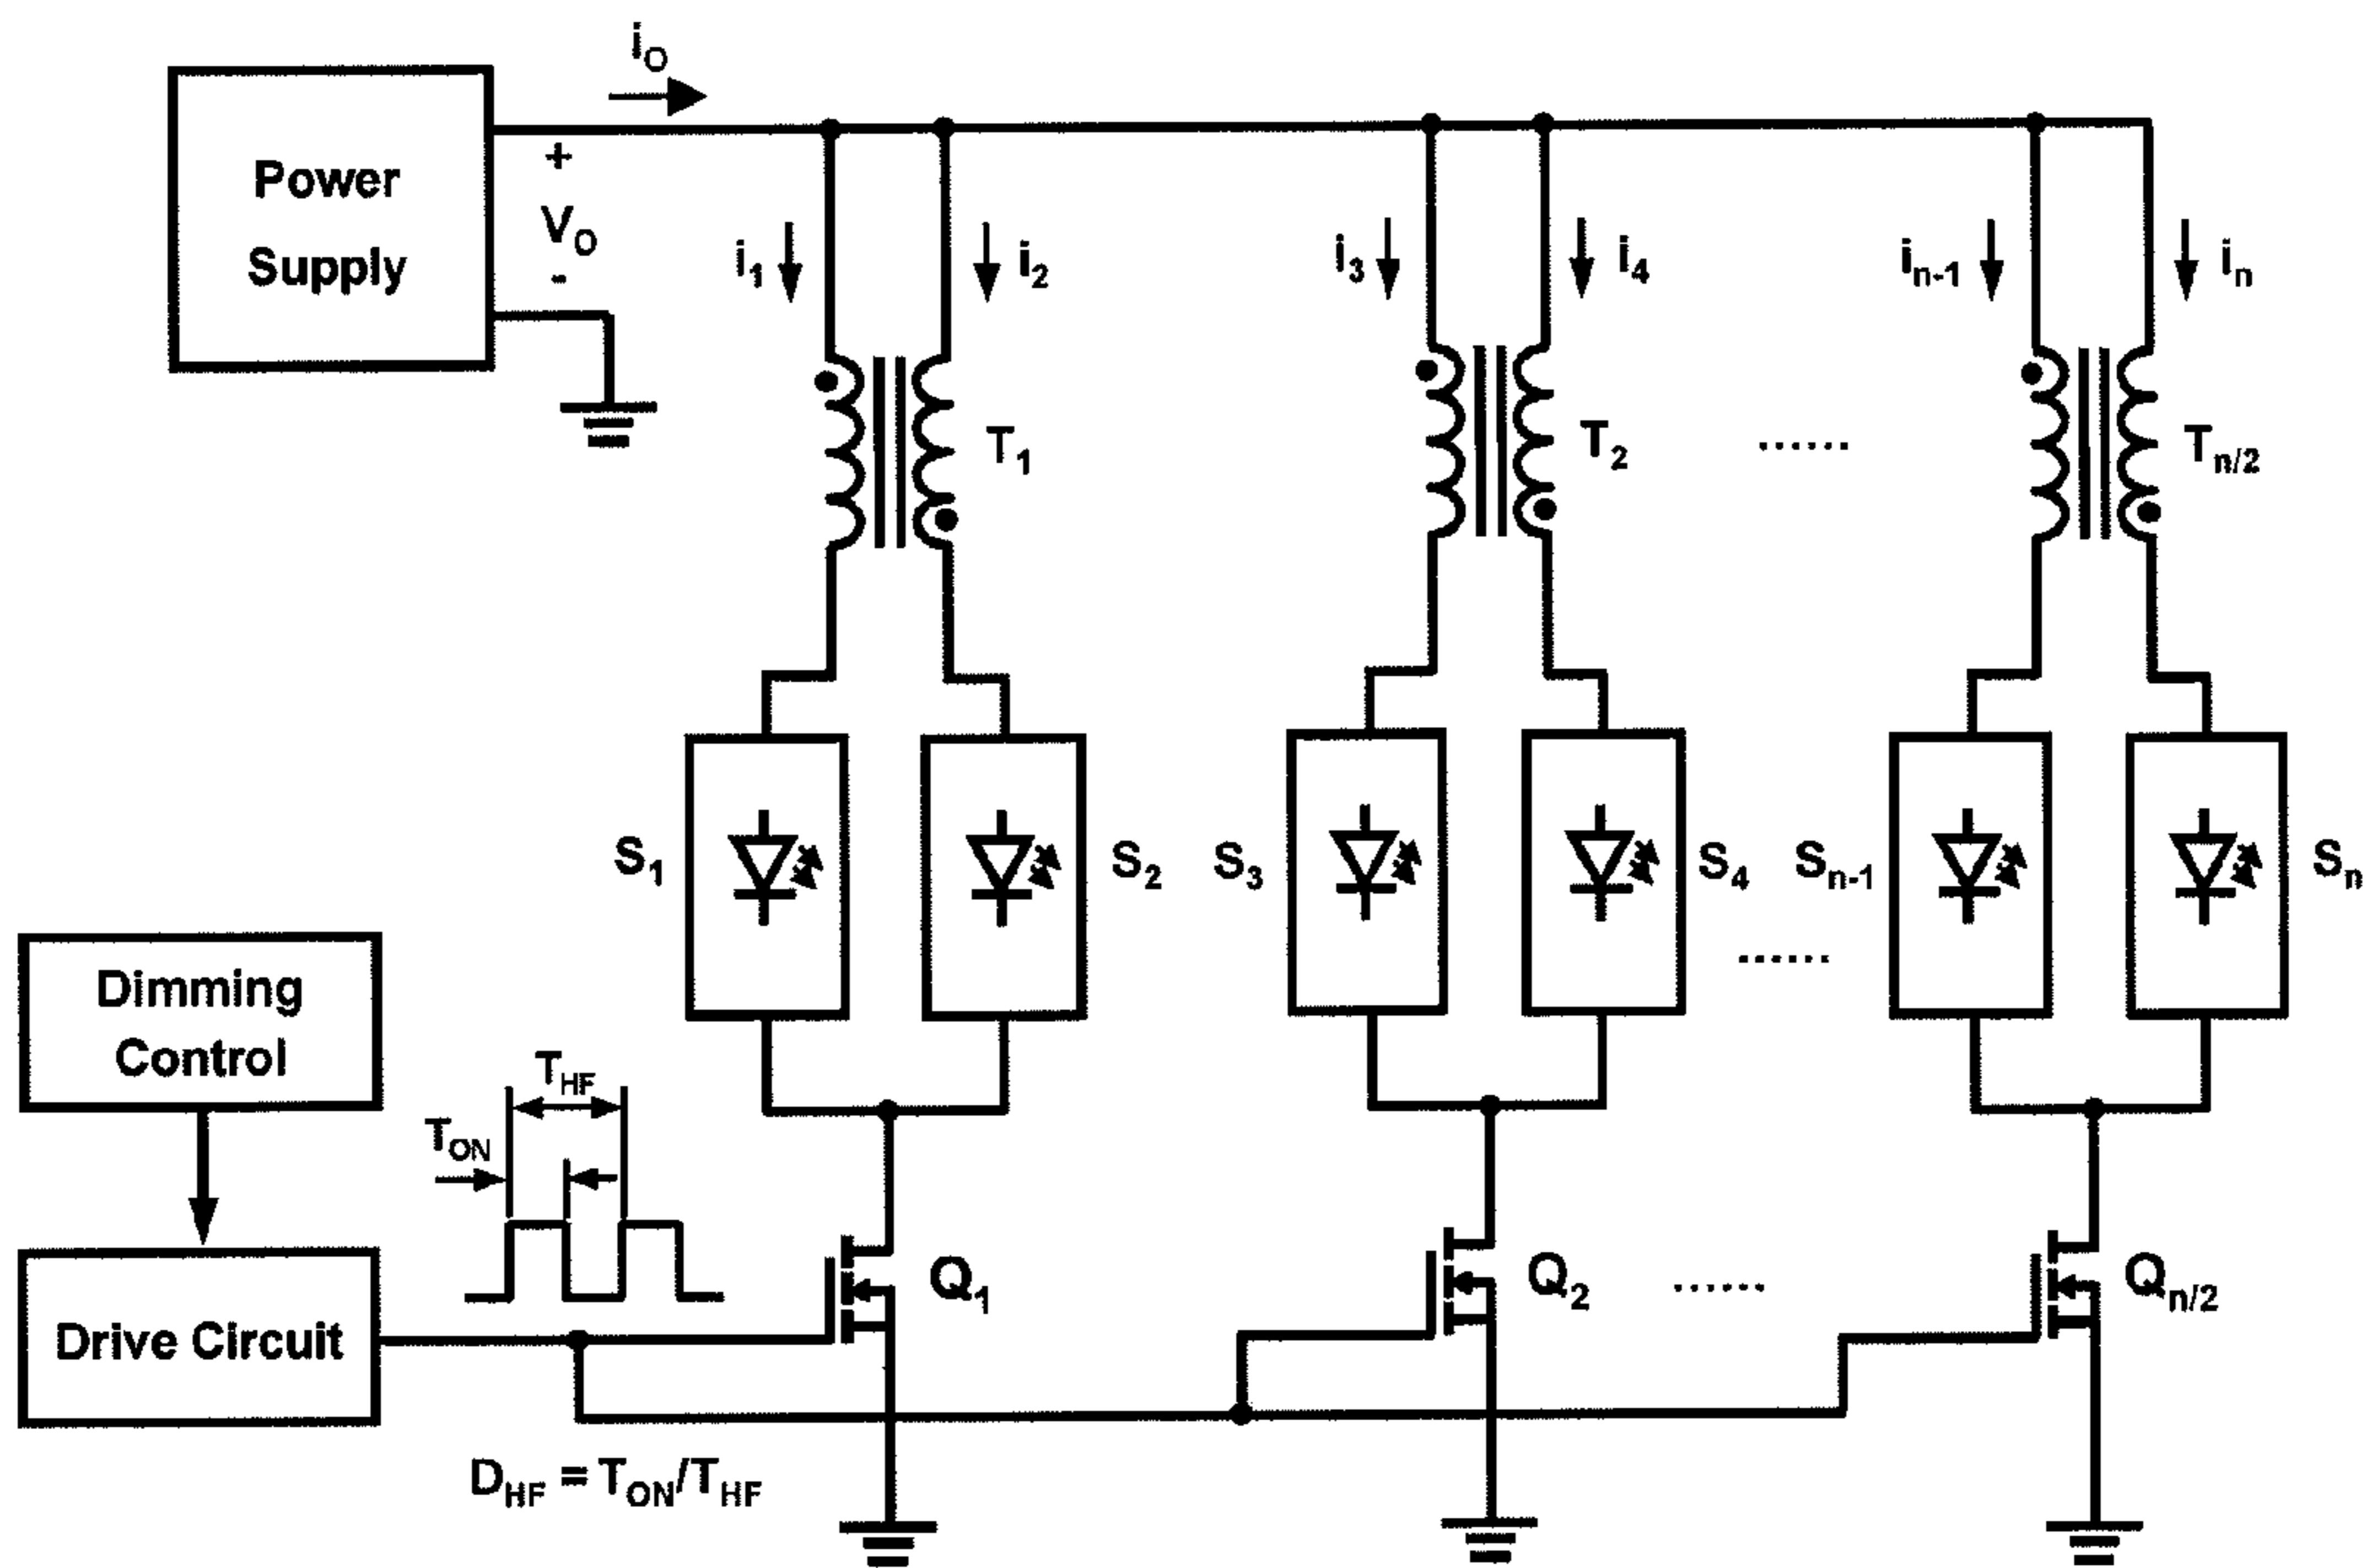 i_O
Power
Supply
+
V_O
-
i_1
i_2
i_3
i_4
i_n-1
i_n
T_1
T_2
......
T_n/2
S_1
S_2
S_3
S_4
S_n-1
S_n
......
Dimming
Control
T_HF
T_ON
Drive Circuit
Q_1
Q_2
......
Q_n/2
D_HF = T_ON/T_HF